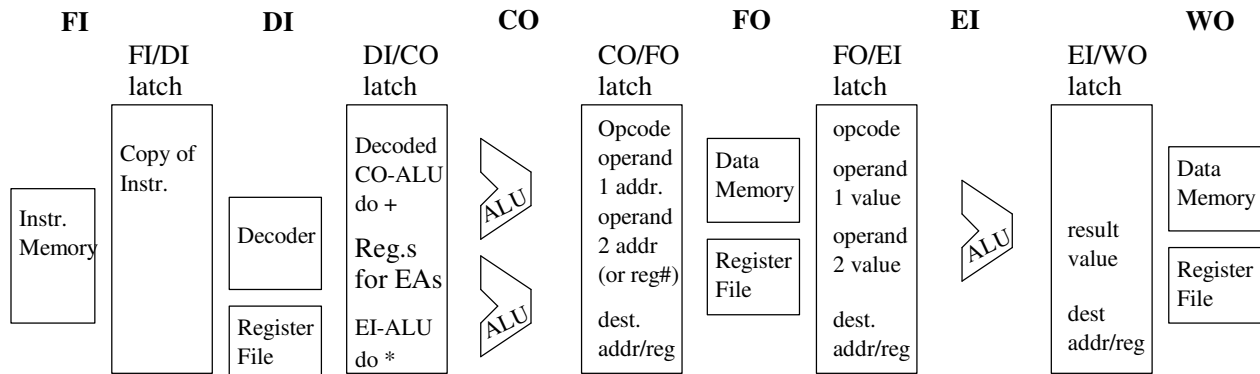 FI
DI
CO
FO
EI
WO
FI/DI
latch
DI/CO
latch
CO/FO
latch
FO/EI
latch
EI/WO
latch
Instr.
Memory
Copy of
Instr.
Decoder
Register
File
Decoded
CO-ALU
do +
Reg.s
for EAs
EI-ALU
do *
ALU
ALU
Opcode
operand
1 addr.
operand
2 addr
(or reg#)
dest.
addr/reg
Data
Memory
Register
File
opcode
operand
1 value
operand
2 value
dest.
addr/reg
ALU
result
value
dest
addr/reg
Data
Memory
Register
File